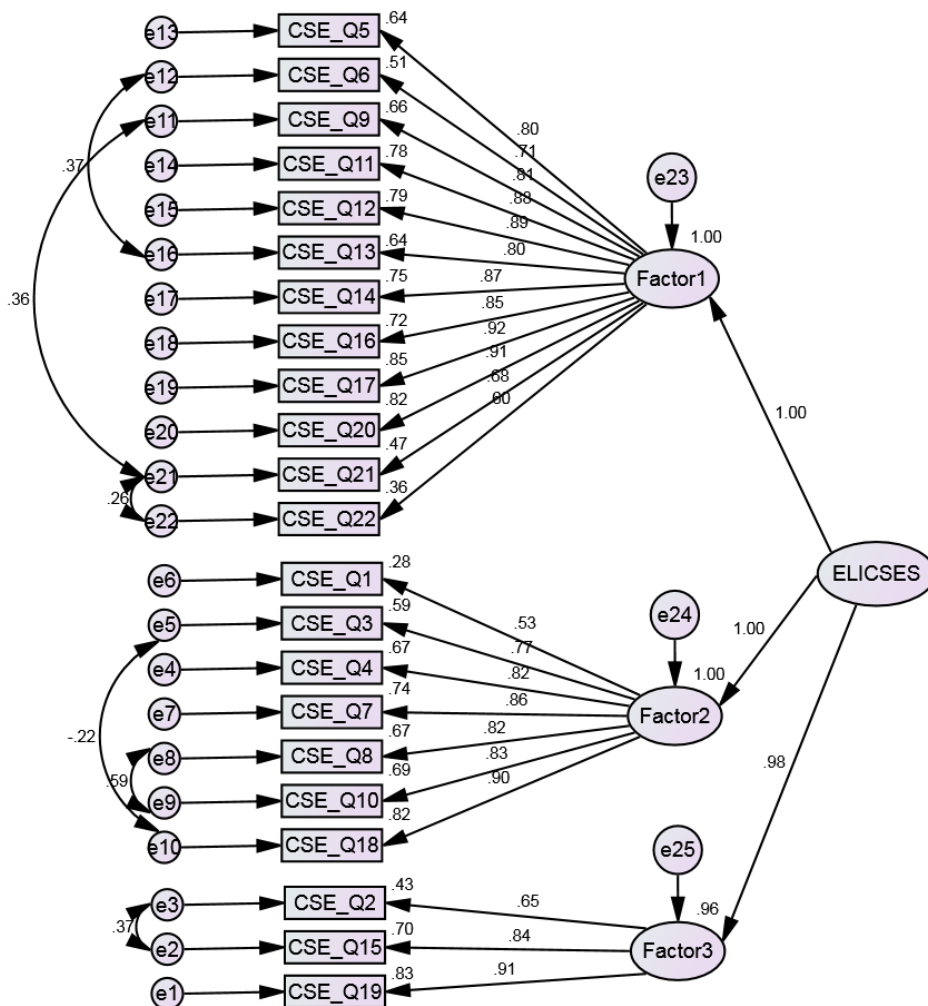 e13 CSE_Q5 .64
e12 CSE_Q6 .51
e11 CSE_Q9 .66
e14 CSE_Q11 .78
e15 CSE_Q12 .79
e16 CSE_Q13 .64
e17 CSE_Q14 .75
e18 CSE_Q16 .72
e19 CSE_Q17 .85
e20 CSE_Q20 .82
e21 CSE_Q21 .47
e22 CSE_Q22 .36
.37
.36
.26
.80
.71
.81
.88
.89
.80
.87
.85
.92
.91
.68
.60
e23
1.00
Factor1
1.00
ELICSES
e6 CSE_Q1 .28
e5 CSE_Q3 .59
e4 CSE_Q4 .67
e7 CSE_Q7 .74
e8 CSE_Q8 .67
e9 CSE_Q10 .69
e10 CSE_Q18 .82
-.22
.59
.53
.77
.82
.86
.82
.83
.90
e24
1.00
Factor2
1.00
.98
e3 CSE_Q2 .43
e2 CSE_Q15 .70
e1 CSE_Q19 .83
.37
.65
.84
.91
e25
.96
Factor3